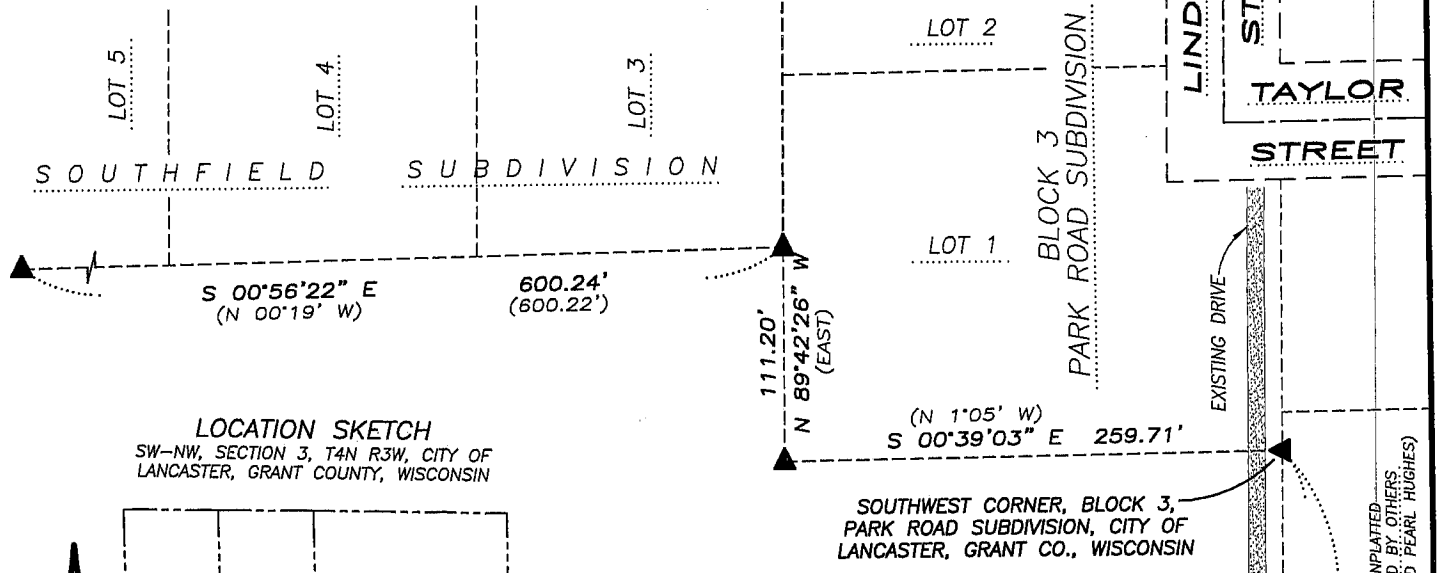 LOT 5
LOT 4
LOT 3
SOUTHFIELD SUBDIVISION
LOT 2
BLOCK 3
PARK ROAD SUBDIVISION
LOT 1
LIND
ST
TAYLOR
STREET
EXISTING DRIVE
S 00°56'22" E
(N 00°19' W)
600.24'
(600.22')
111.20'
N 89°42'26" W
(EAST)
(N 1°05' W)
S 00°39'03" E 259.71'
LOCATION SKETCH
SW-NW, SECTION 3, T4N R3W, CITY OF
LANCASTER, GRANT COUNTY, WISCONSIN
SOUTHWEST CORNER, BLOCK 3,
PARK ROAD SUBDIVISION, CITY OF
LANCASTER, GRANT CO., WISCONSIN
NPLATTED
D BY OTHERS
D PEARL HUGHES)